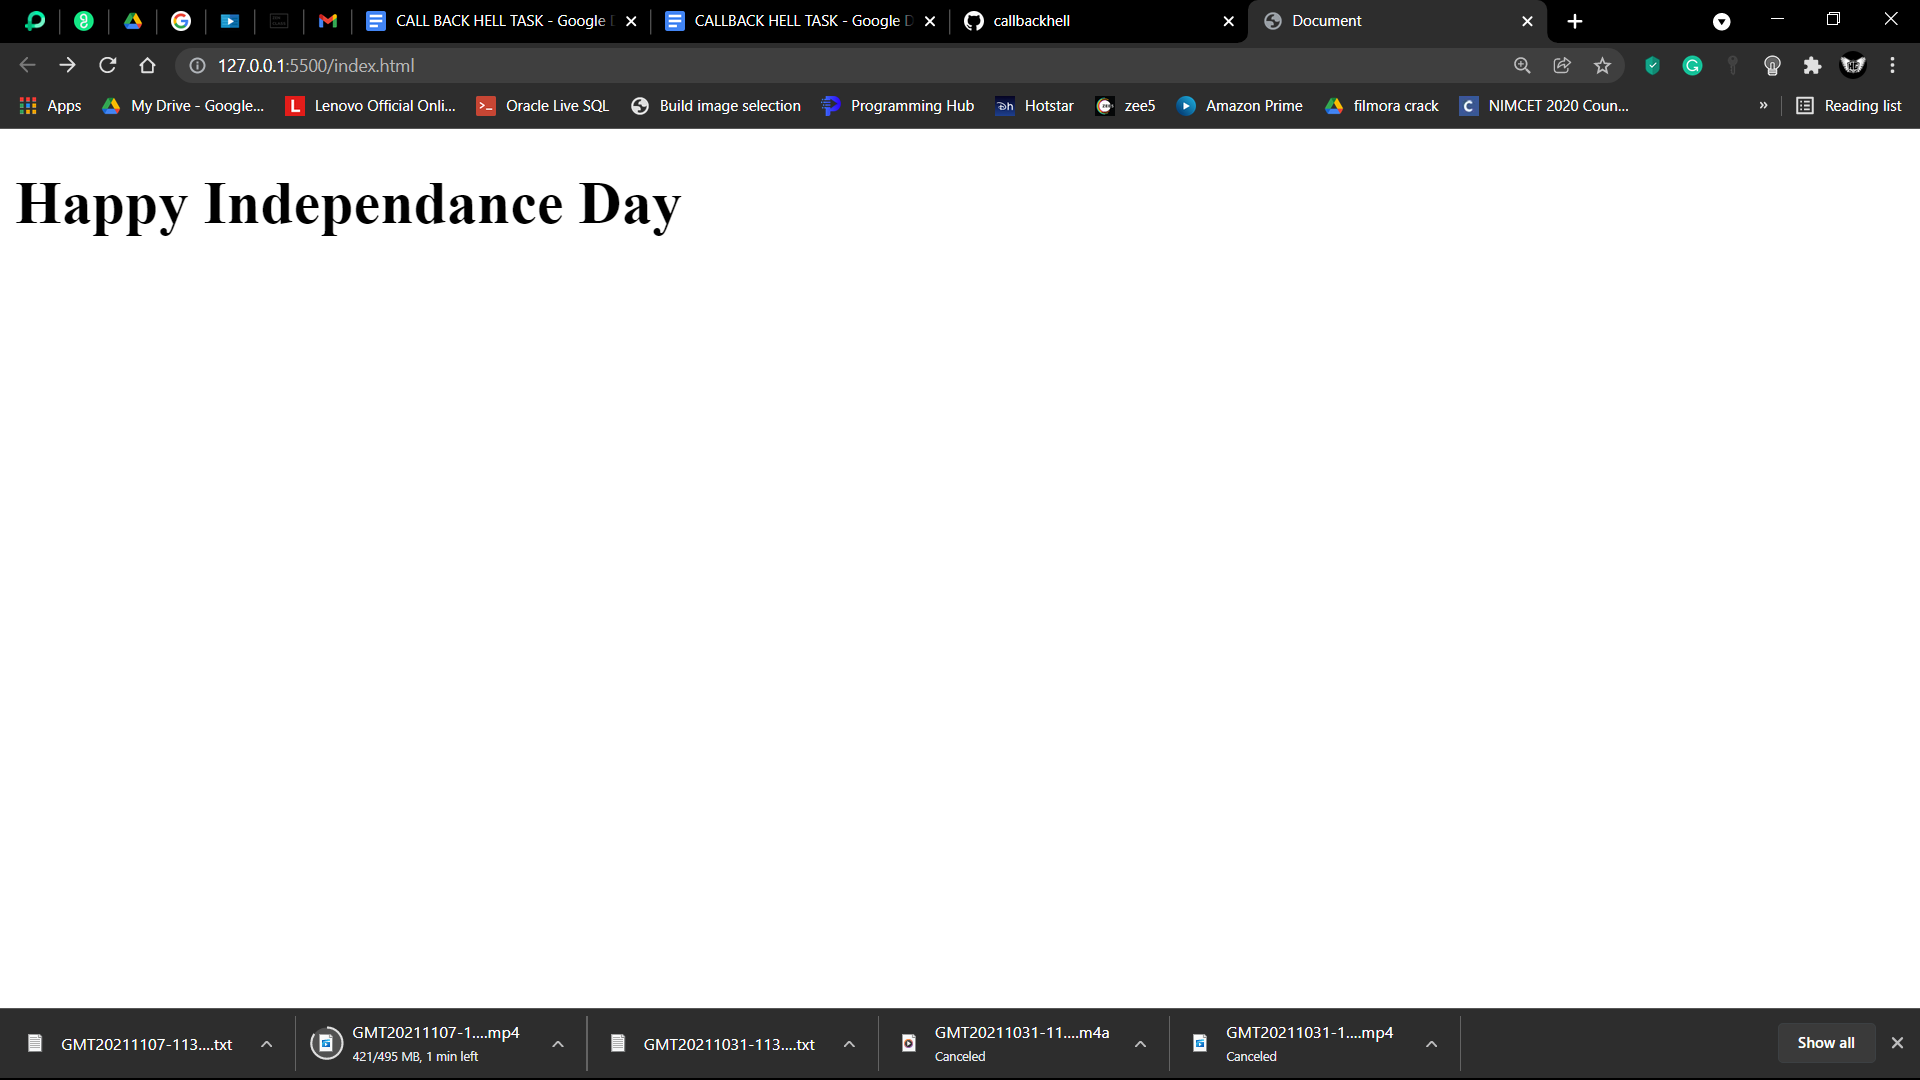 CALL BACK HELL TASK - Google
CALLBACK HELL TASK - Google D
callbackhell
Document
127.0.0.1:5500/index.html
Apps
My Drive - Google...
L
Lenovo Official Onli...
Oracle Live SQL
Build image selection
Programming Hub
Dh
Hotstar
zee5
Amazon Prime
filmora crack
C
NIMCET 2020 Coun...
»
Reading list
Happy Independance Day
GMT20211107-113....txt
GMT20211107-1....mp4
421/495 MB, 1 min left
GMT20211031-113....txt
GMT20211031-11....m4a
Canceled
GMT20211031-1....mp4
Canceled
Show all